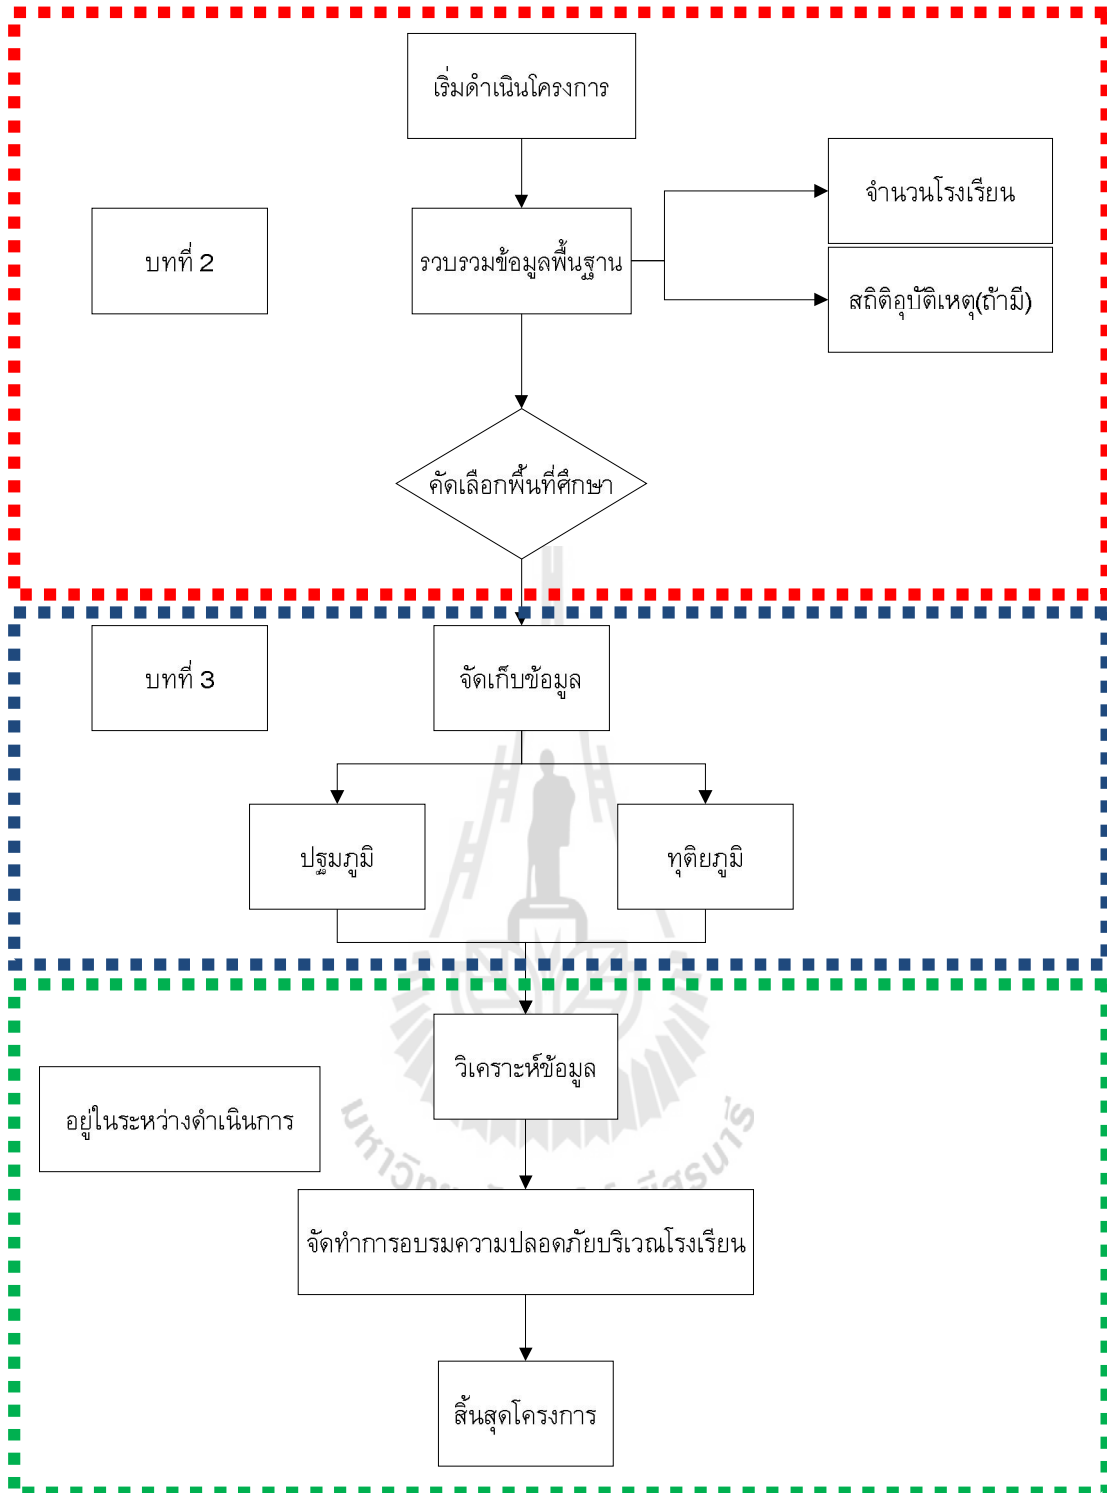 เริ่มดำเนินโครงการ
จำนวนโรงเรียน
บทที่ 2
รวบรวมข้อมูลพื้นฐาน
สถิติอุบัติเหตุ(ถ้ามี)
คัดเลือกพื้นที่ศึกษา
บทที่ 3
จัดเก็บข้อมูล
ปฐมภูมิ
ทุติยภูมิ
วิเคราะห์ข้อมูล
อยู่ในระหว่างดำเนินการ
จัดทำการอบรมความปลอดภัยบริเวณโรงเรียน
สิ้นสุดโครงการ